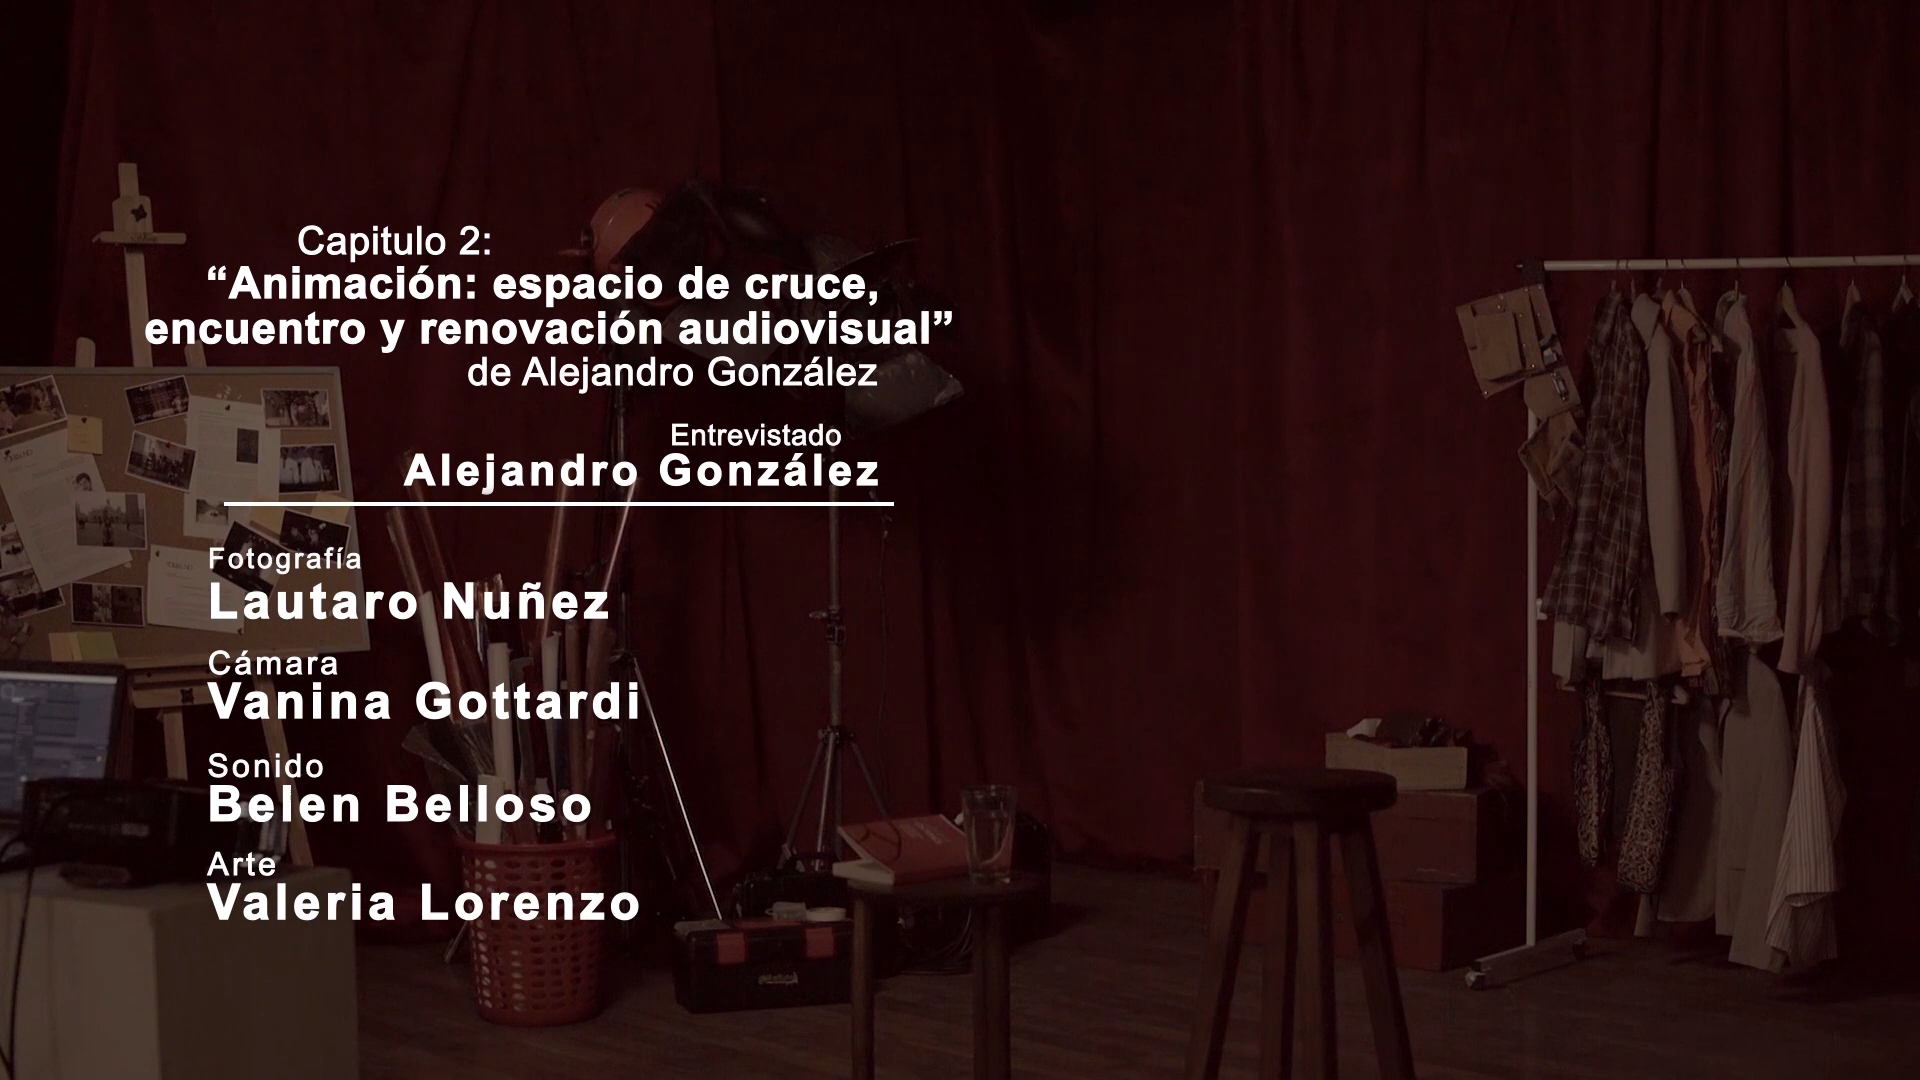 Capitulo 2:
“Animación: espacio de cruce,
encuentro y renovación audiovisual”
de Alejandro González
Entrevistado
Alejandro González
Fotografía
Lautaro Nuñez
Cámara
Vanina Gottardi
Sonido
Belen Belloso
Arte
Valeria Lorenzo